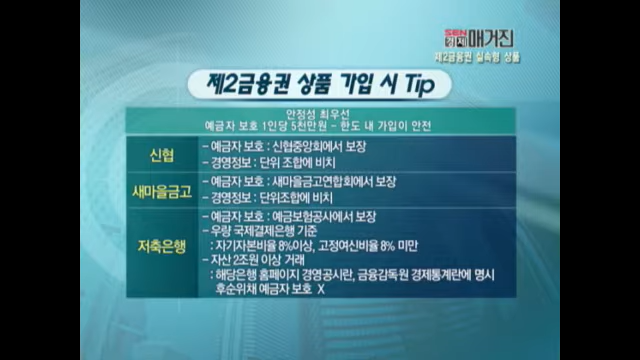 SEN 경제 매거진
제2금융권 실속형 상품
제2금융권 상품 가입 시 Tip
안정성 최우선
예금자 보호 1인당 5천만원 - 한도 내 가입이 안전
신협
- 예금자 보호 : 신협중앙회에서 보장
- 경영정보 : 단위 조합에 비치
새마을금고
- 예금자 보호 : 새마을금고연합회에서 보장
- 경영정보 : 단위조합에 비치
저축은행
- 예금자 보호 : 예금보험공사에서 보장
- 우량 국제결제은행 기준
: 자기자본비율 8%이상, 고정여신비율 8% 미만
- 자산 2조원 이상 거래
: 해당은행 홈페이지 경영공시란, 금융감독원 경제통계란에 명시
후순위채 예금자 보호 X